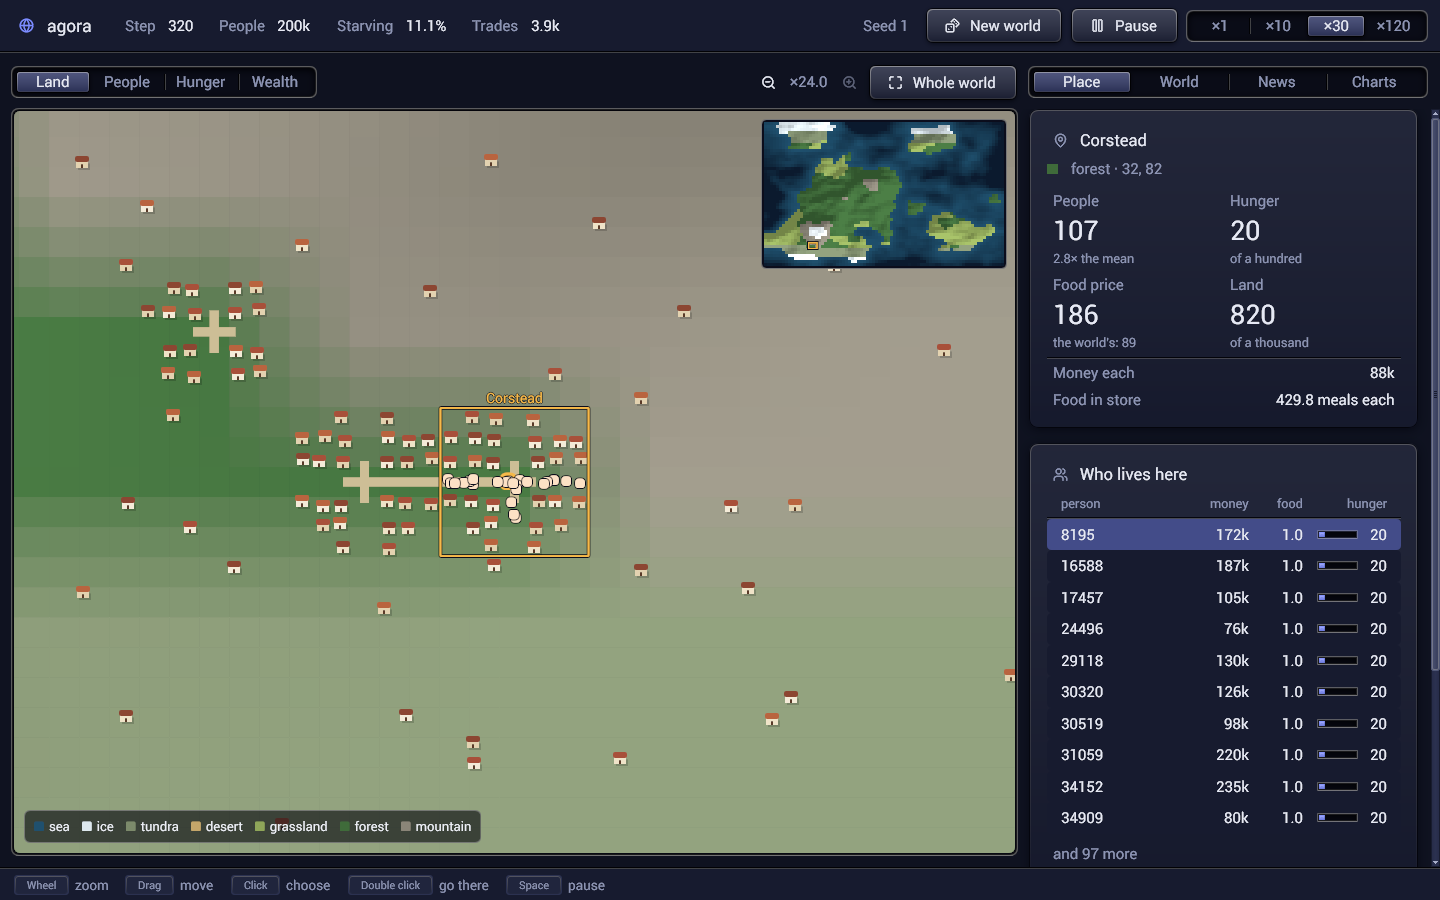 agora Step 320 People 200k Starving 11.1% Trades 3.9k Seed 1 New world Pause ×1 ×10 ×30 ×120
Land People Hunger Wealth ×24.0 Whole world Place World News Charts
Corstead
forest · 32, 82
People Hunger
107 20
2.8× the mean of a hundred
Food price Land
186 820
the world's: 89 of a thousand
Money each 88k
Food in store 429.8 meals each
Corstead
Who lives here
person money food hunger
8195 172k 1.0 20
16588 187k 1.0 20
17457 105k 1.0 20
24496 76k 1.0 20
29118 130k 1.0 20
30320 126k 1.0 20
30519 98k 1.0 20
31059 220k 1.0 20
34152 235k 1.0 20
34909 80k 1.0 20
and 97 more
sea ice tundra desert grassland forest mountain
Wheel zoom Drag move Click choose Double click go there Space pause